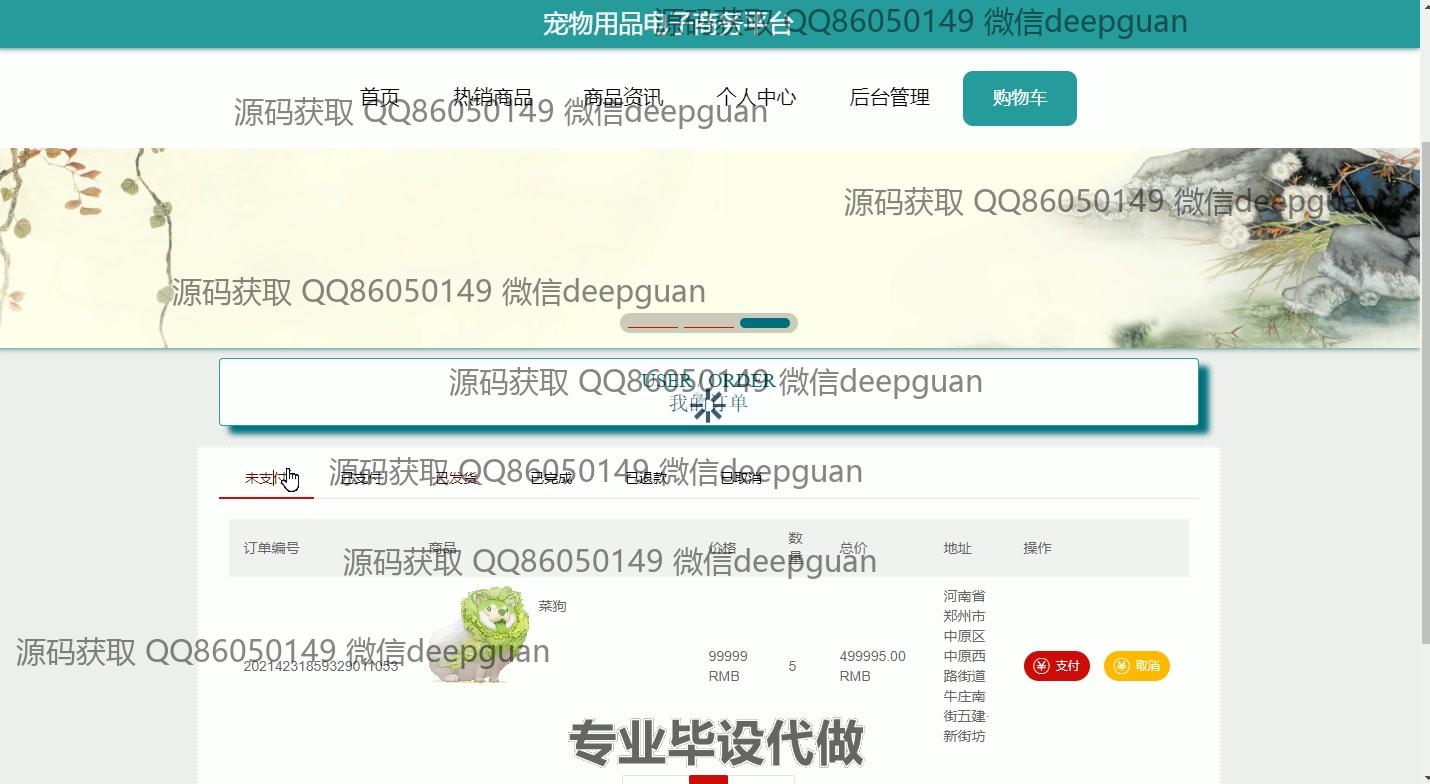 宠物用品电子商务平台
源码获取 QQ86050149 微信deepguan
首页 热销商品 商品资讯 个人中心 后台管理 购物车
源码获取 QQ86050149 微信deepguan
源码获取 QQ86050149 微信deepguan
源码获取 QQ86050149 微信deepguan
USER / ORDER
源码获取 QQ86050149 微信deepguan
我的订单
未支付 已支付 已发货 已完成 已退款 已取消
源码获取 QQ86050149 微信deepguan
订单编号 商品 价格 数量 总价 地址 操作
源码获取 QQ86050149 微信deepguan
菜狗
源码获取 QQ86050149 微信deepguan
20214231859329011053
99999
RMB
5
499995.00
RMB
河南省
郑州市
中原区
中原西
路街道
牛庄南
街五建·
新街坊
支付 取消
专业毕设代做